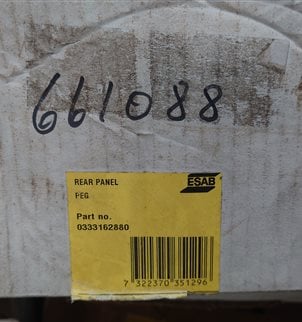 661088
REAR PANEL
ESAB
PEG
Part no.
0333162880
7 322370 351296